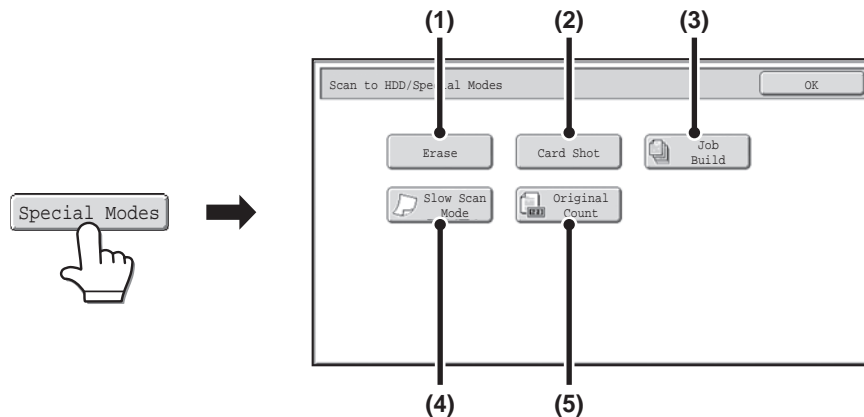 (1)
(2)
(3)
Scan to HDD/Special Modes
OK
Erase
Card Shot
Job
Build
Special Modes
Slow Scan
Mode
Original
Count
(4)
(5)